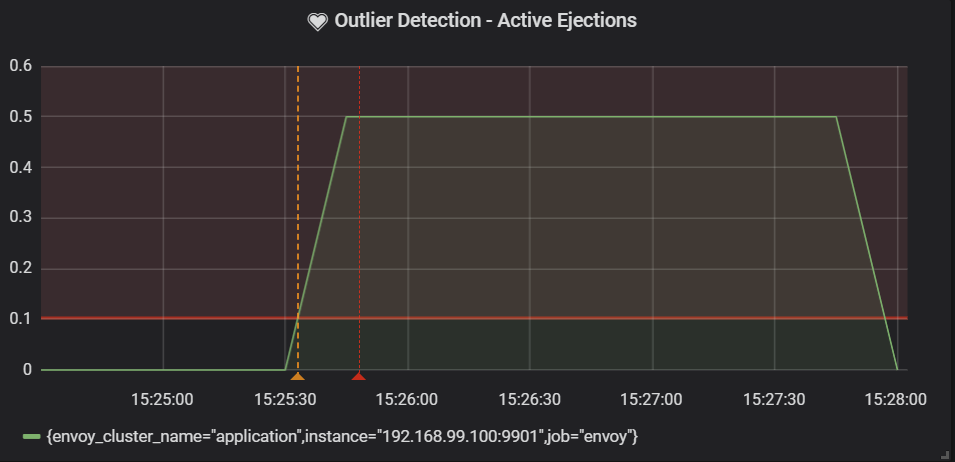 Outlier Detection - Active Ejections
0.6
0.5
0.4
0.3
0.2
0.1
0
15:25:00 15:25:30 15:26:00 15:26:30 15:27:00 15:27:30 15:28:00
{envoy_cluster_name="application",instance="192.168.99.100:9901",job="envoy"}